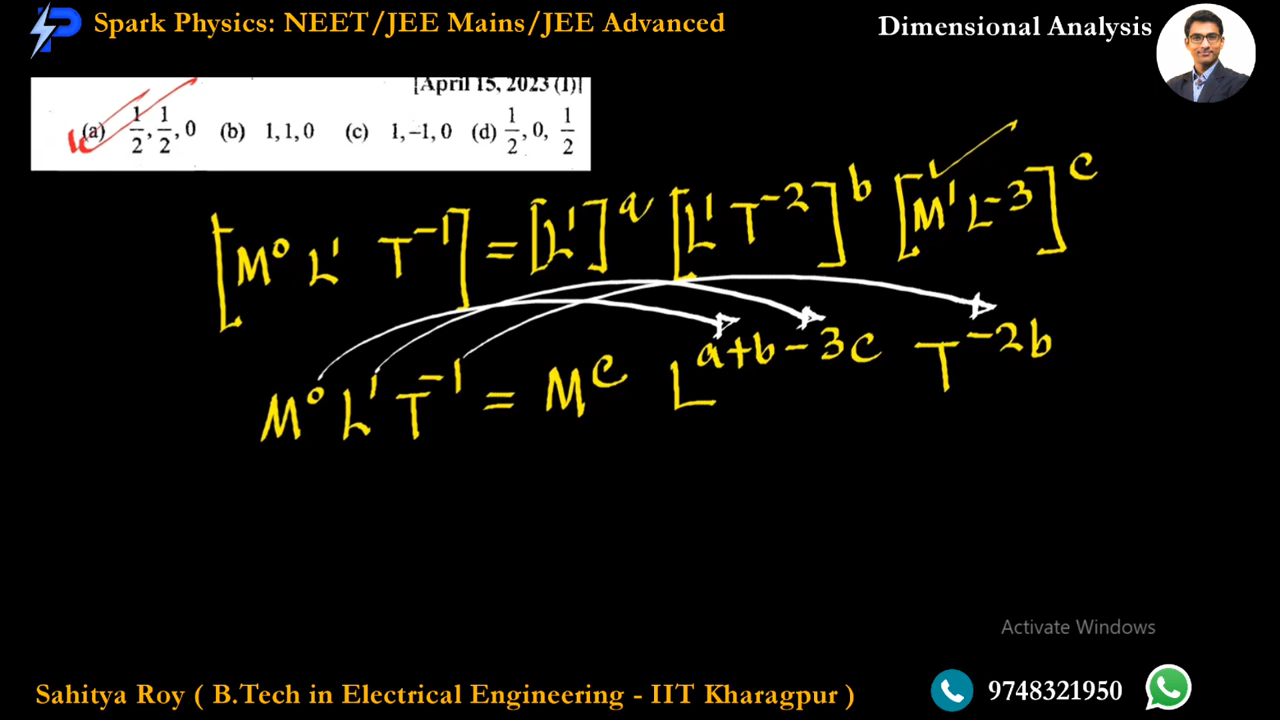 Spark Physics: NEET/JEE Mains/JEE Advanced
Dimensional Analysis
[April 15, 2023 (I)]
(a) 1/2, 1/2, 0 (b) 1, 1, 0 (c) 1, –1, 0 (d) 1/2, 0, 1/2
[M⁰ L¹ T⁻¹] = [L¹]ᵃ [L¹ T⁻²]ᵇ [M¹ L⁻³]ᶜ
M⁰ L¹ T⁻¹ = Mᶜ Lᵃ⁺ᵇ⁻³ᶜ T⁻²ᵇ
Activate Windows
Sahitya Roy ( B.Tech in Electrical Engineering - IIT Kharagpur )
9748321950